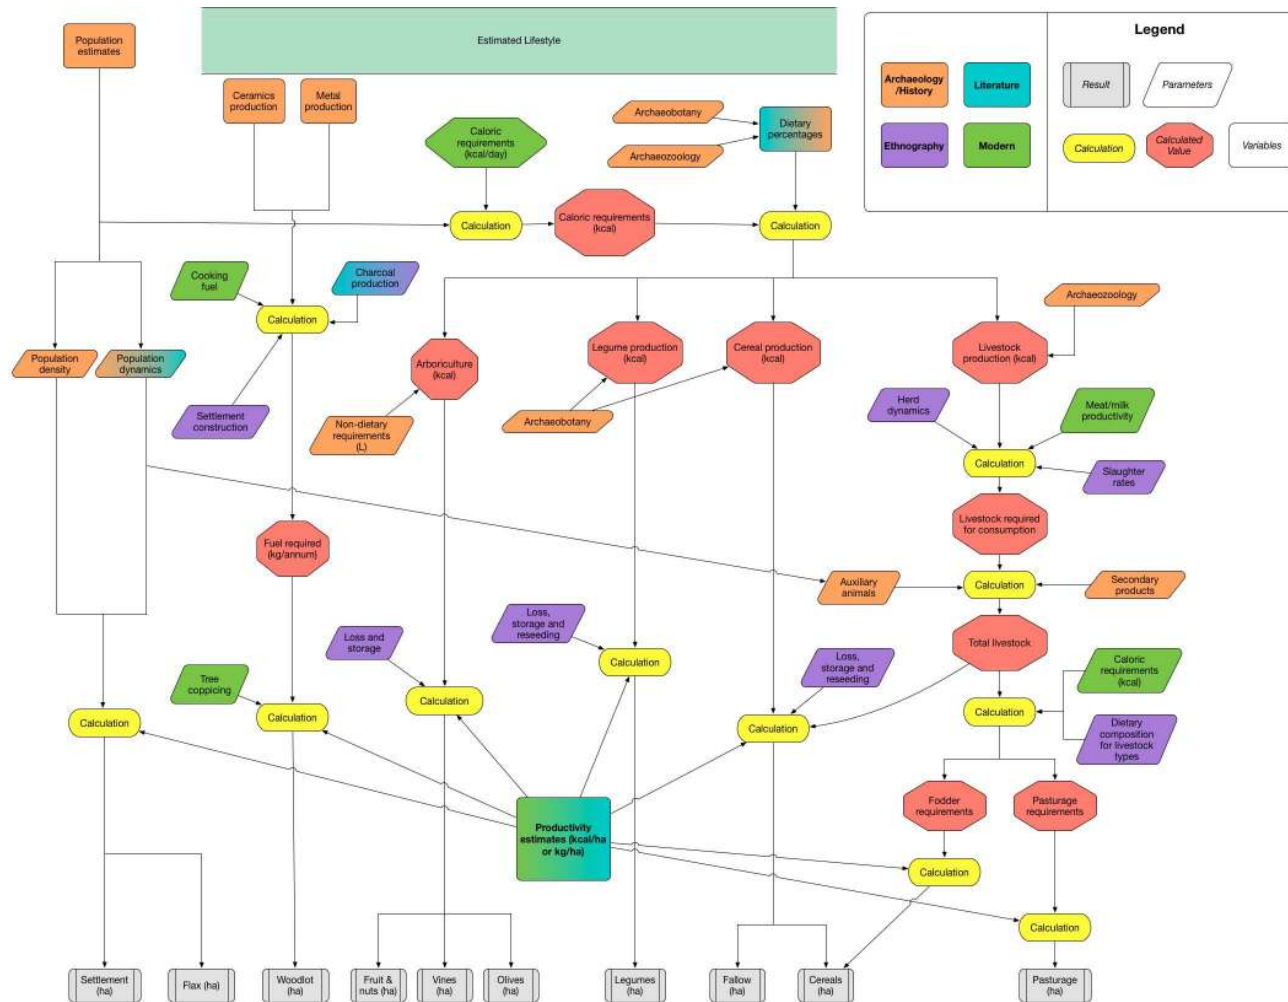 Population
estimates
Estimated Lifestyle
Legend
Archaeology
/History
Literature
Result
Parameters
Ethnography
Modern
Calculation
Calculated
Value
Variables
Ceramics
production
Metal
production
Caloric
requirements
(kcal/day)
Archaeobotany
Archaeozoology
Dietary
percentages
Calculation
Caloric requirements
(kcal)
Calculation
Cooking
fuel
Charcoal
production
Calculation
Settlement
construction
Population
density
Population
dynamics
Arboriculture
(kcal)
Legume production
(kcal)
Cereal production
(kcal)
Livestock
production (kcal)
Archaeozoology
Non-dietary
requirements
(L)
Archaeobotany
Herd
dynamics
Meat/milk
productivity
Calculation
Slaughter
rates
Livestock required
for consumption
Fuel required
(kg/annum)
Auxiliary
animals
Calculation
Secondary
products
Total livestock
Loss and
storage
Loss,
storage and
reseeding
Calculation
Loss,
storage and
reseeding
Caloric
requirements
(kcal)
Tree
coppicing
Calculation
Calculation
Calculation
Calculation
Calculation
Dietary
composition
for livestock
types
Productivity
estimates (kcal/ha
or kg/ha)
Fodder
requirements
Pasturage
requirements
Calculation
Calculation
Settlement
(ha)
Flax (ha)
Woodlot
(ha)
Fruit &
nuts (ha)
Vines
(ha)
Olives
(ha)
Legumes
(ha)
Fallow
(ha)
Cereals
(ha)
Pasturage
(ha)